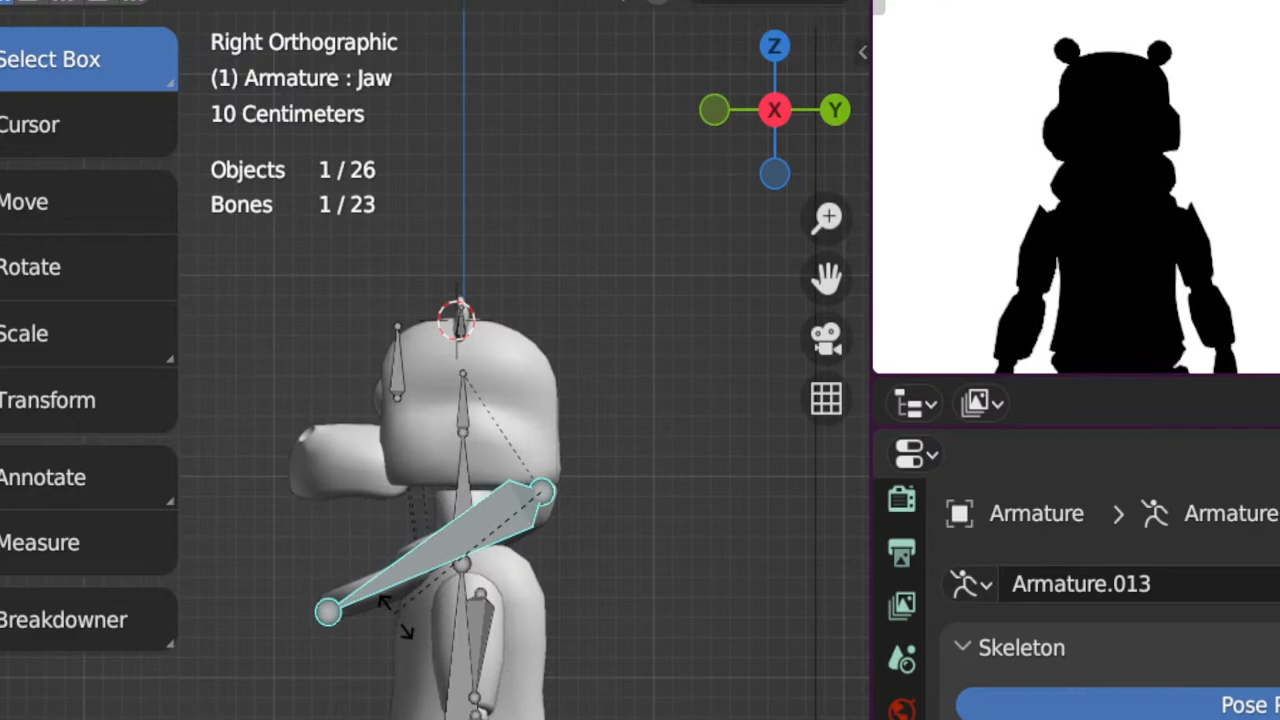 Right Orthographic
(1) Armature : Jaw
10 Centimeters
Objects 1 / 26
Bones 1 / 23
Select Box
Cursor
Move
Rotate
Scale
Transform
Annotate
Measure
Breakdowner
Z
X
Y
Armature > Armature
Armature.013
Skeleton
Pose